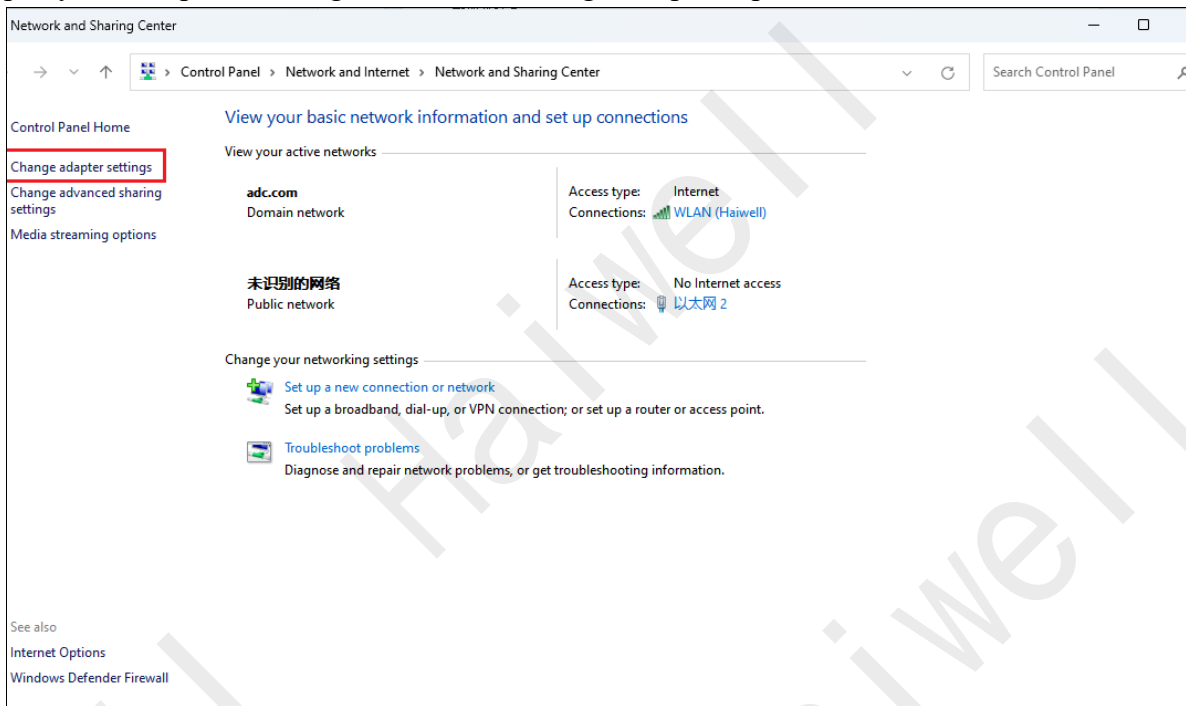 Network and Sharing Center
Control Panel > Network and Internet > Network and Sharing Center
Search Control Panel
Control Panel Home
Change adapter settings
Change advanced sharing
settings
Media streaming options
View your basic network information and set up connections
View your active networks
adc.com
Domain network
Access type: Internet
Connections: WLAN (Haiwell)
未识别的网络
Public network
Access type: No Internet access
Connections: 以太网 2
Change your networking settings
Set up a new connection or network
Set up a broadband, dial-up, or VPN connection; or set up a router or access point.
Troubleshoot problems
Diagnose and repair network problems, or get troubleshooting information.
See also
Internet Options
Windows Defender Firewall
Haiwell